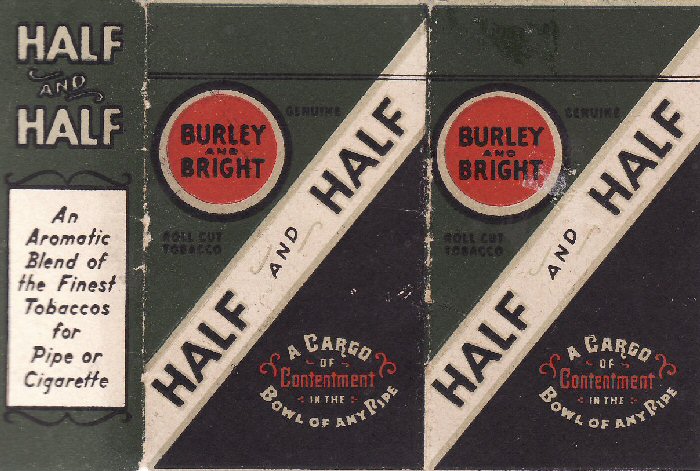 HALF
AND
HALF
An
Aromatic
Blend of
the Finest
Tobaccos
for
Pipe or
Cigarette
GENUINE
BURLEY
AND
BRIGHT
ROLL CUT
TOBACCO
HALF AND HALF
A CARGO
OF
Contentment
IN THE
BOWL OF ANY PIPE
GENUINE
BURLEY
AND
BRIGHT
ROLL CUT
TOBACCO
HALF AND HALF
A CARGO
OF
Contentment
IN THE
BOWL OF ANY PIPE